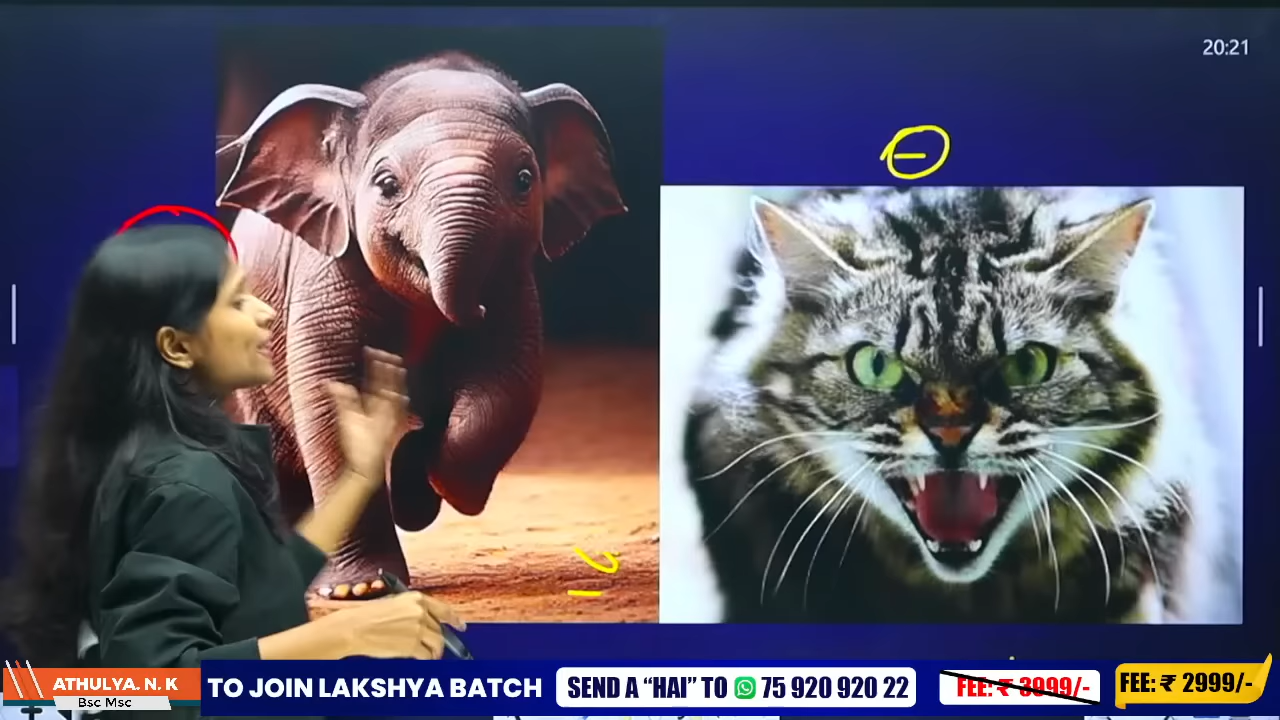 20:21
ATHULYA. N. K
Bsc Msc
TO JOIN LAKSHYA BATCH
SEND A “HAI” TO 75 920 920 22
FEE: ₹ 3999/-
FEE: ₹ 2999/-